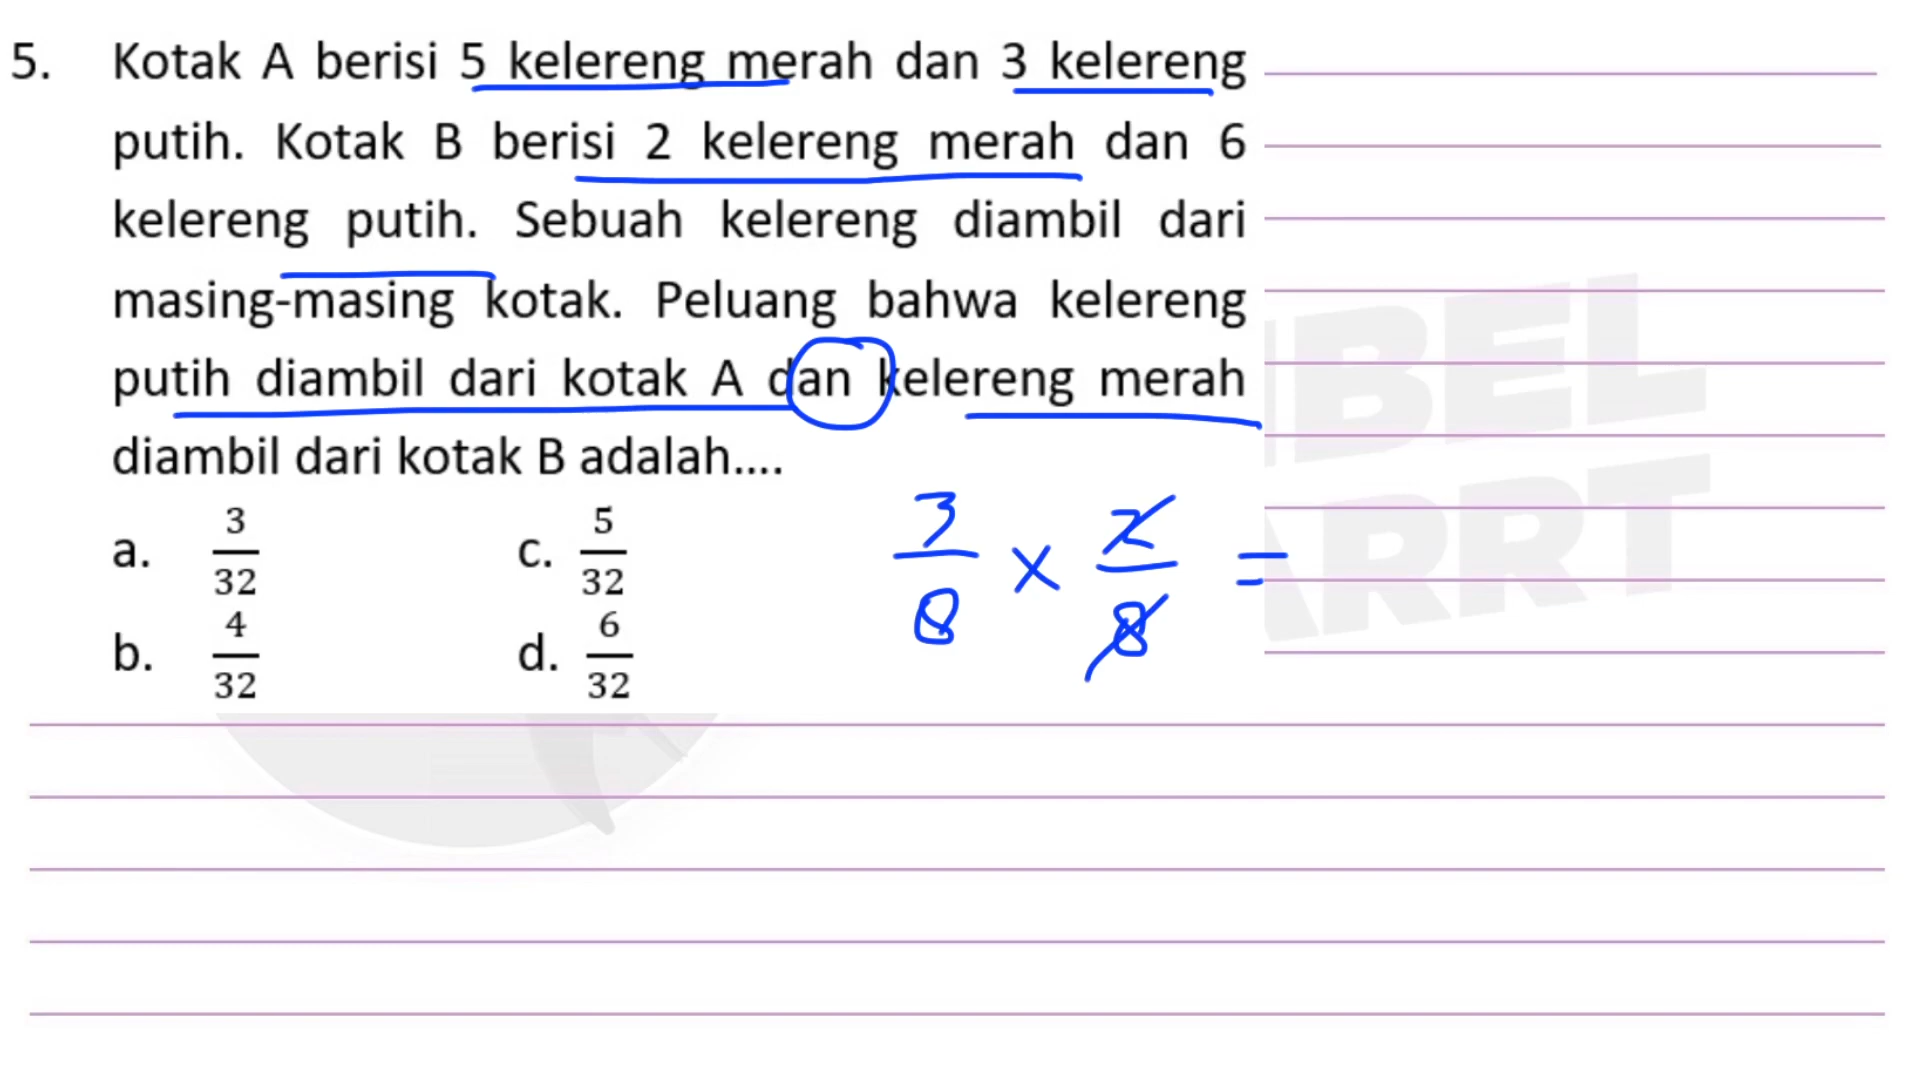 5. Kotak A berisi 5 kelereng merah dan 3 kelereng
putih. Kotak B berisi 2 kelereng merah dan 6
kelereng putih. Sebuah kelereng diambil dari
masing-masing kotak. Peluang bahwa kelereng
putih diambil dari kotak A dan kelereng merah
diambil dari kotak B adalah....
a. 3/32 c. 5/32
b. 4/32 d. 6/32
3/8 × 2/8 =
BEL
ARRT